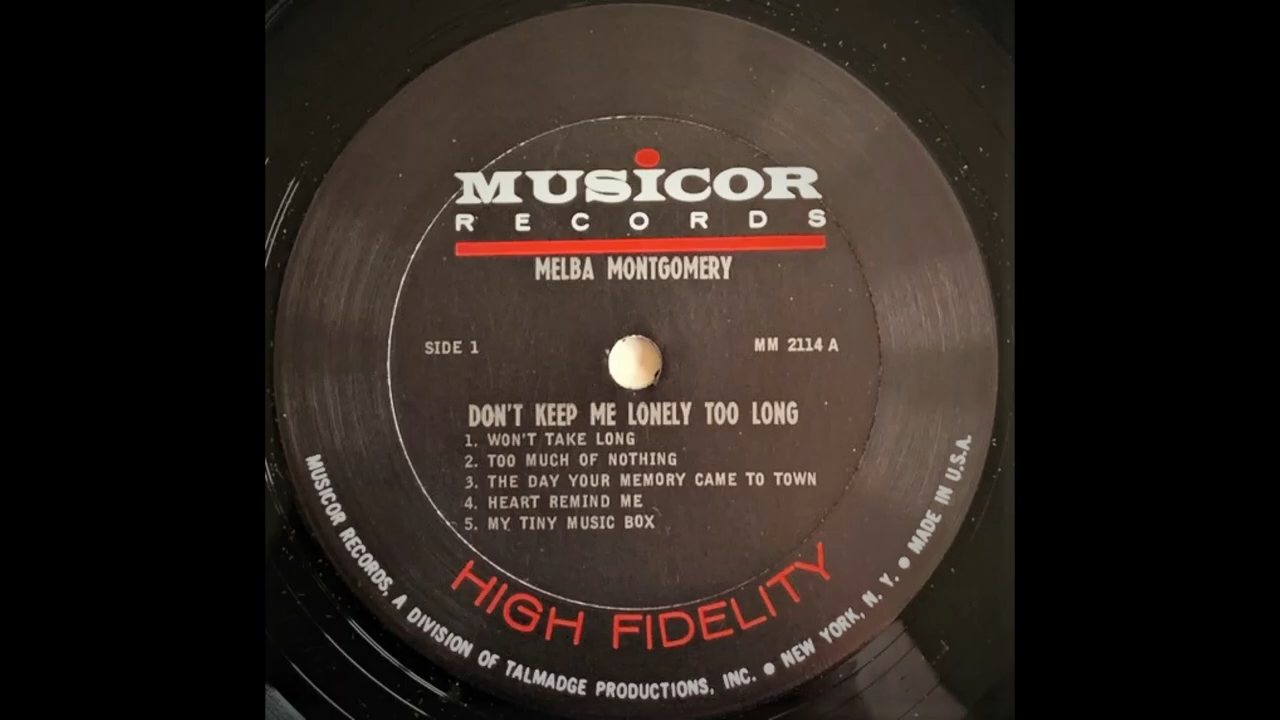 MUSiCOR
RECORDS
MELBA MONTGOMERY
SIDE 1
MM 2114 A
DON'T KEEP ME LONELY TOO LONG
1. WON'T TAKE LONG
2. TOO MUCH OF NOTHING
3. THE DAY YOUR MEMORY CAME TO TOWN
4. HEART REMIND ME
5. MY TINY MUSIC BOX
HIGH FIDELITY
MUSICOR RECORDS, A DIVISION OF TALMADGE PRODUCTIONS, INC. ● NEW YORK, N. Y. ● MADE IN U.S.A.